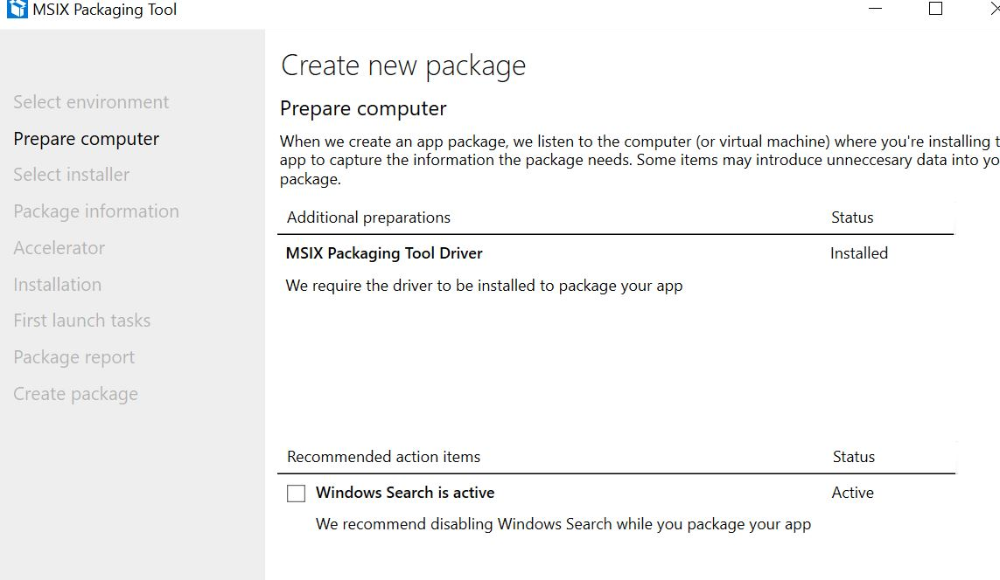 MSIX Packaging Tool
Select environment
Prepare computer
Select installer
Package information
Accelerator
Installation
First launch tasks
Package report
Create package
Create new package
Prepare computer
When we create an app package, we listen to the computer (or virtual machine) where you're installing
app to capture the information the package needs. Some items may introduce unneccesary data into
package.
Additional preparations Status
MSIX Packaging Tool Driver Installed
We require the driver to be installed to package your app
Recommended action items Status
Windows Search is active Active
We recommend disabling Windows Search while you package your app